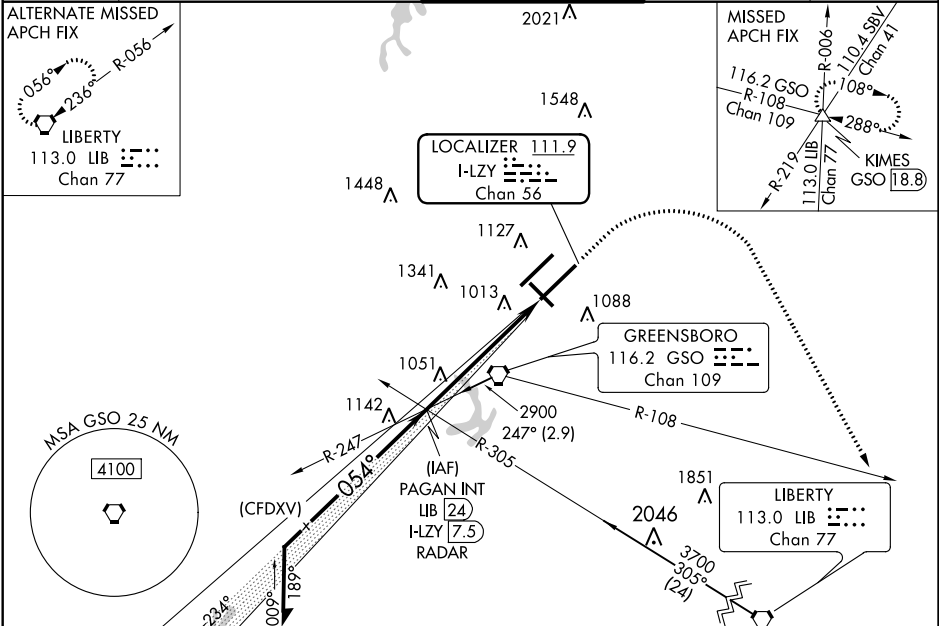 ALTERNATE MISSED
APCH FIX
R-056
056°
236°
LIBERTY
113.0 LIB
Chan 77
2021
1548
MISSED
APCH FIX
R-006
110.4 SBV
Chan 41
116.2 GSO
R-108
Chan 109
108°
288°
R-219
113.0 LIB
Chan 77
KIMES
GSO 18.8
LOCALIZER 111.9
I-LZY
Chan 56
1448
1127
1341
1013
1088
GREENSBORO
116.2 GSO
Chan 109
1051
1142
2900
247° (2.9)
R-108
R-247
R-305
054°
MSA GSO 25 NM
4100
(CFDXV)
(IAF)
PAGAN INT
LIB 24
I-LZY 7.5
RADAR
1851
2046
LIBERTY
113.0 LIB
Chan 77
3700
305°
(24)
009°
189°
-234°